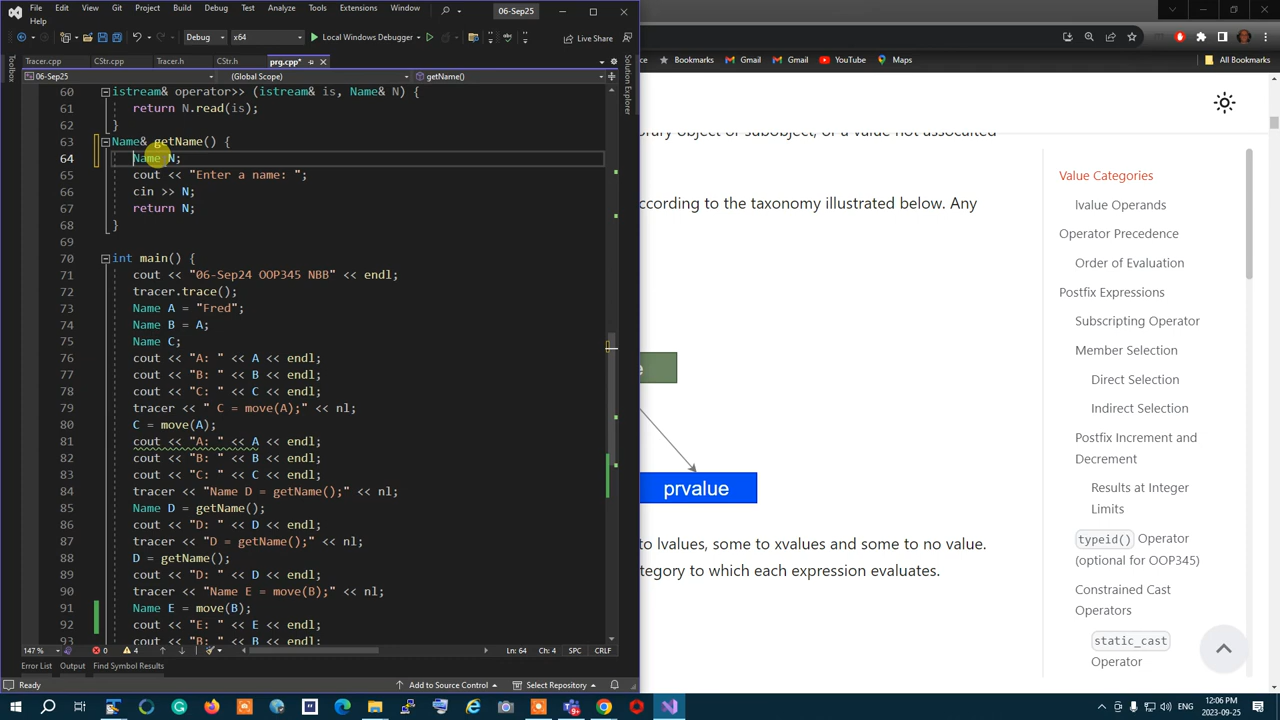 File Edit View Git Project Build Debug Test Analyze Tools Extensions Window 06-Sep25
Help
Debug x64 Local Windows Debugger Live Share
Tracer.cpp CStr.cpp Tracer.h CStr.h prg.cpp*
06-Sep25 (Global Scope) getName()
Toolbox
Solution Explorer
60 istream& operator>> (istream& is, Name& N) {
61 return N.read(is);
62 }
63 Name& getName() {
64 Name N;
65 cout << "Enter a name: ";
66 cin >> N;
67 return N;
68 }
69
70 int main() {
71 cout << "06-Sep24 OOP345 NBB" << endl;
72 tracer.trace();
73 Name A = "Fred";
74 Name B = A;
75 Name C;
76 cout << "A: " << A << endl;
77 cout << "B: " << B << endl;
78 cout << "C: " << C << endl;
79 tracer << " C = move(A);" << nl;
80 C = move(A);
81 cout << "A: " << A << endl;
82 cout << "B: " << B << endl;
83 cout << "C: " << C << endl;
84 tracer << "Name D = getName();" << nl;
85 Name D = getName();
86 cout << "D: " << D << endl;
87 tracer << "D = getName();" << nl;
88 D = getName();
89 cout << "D: " << D << endl;
90 tracer << "Name E = move(B);" << nl;
91 Name E = move(B);
92 cout << "E: " << E << endl;
93 cout << "B: " << B << endl;
147 % 0 4 Ln: 64 Ch: 4 SPC CRLF
Error List Output Find Symbol Results
Ready Add to Source Control Select Repository
Bookmarks Gmail Gmail YouTube Maps All Bookmarks
orary object or subobject, or a value not associated
ccording to the taxonomy illustrated below. Any
e
prvalue
to lvalues, some to xvalues and some to no value.
tegory to which each expression evaluates.
Value Categories
lvalue Operands
Operator Precedence
Order of Evaluation
Postfix Expressions
Subscripting Operator
Member Selection
Direct Selection
Indirect Selection
Postfix Increment and
Decrement
Results at Integer
Limits
typeid() Operator
(optional for OOP345)
Constrained Cast
Operators
static_cast
Operator
12:06 PM
2023-09-25